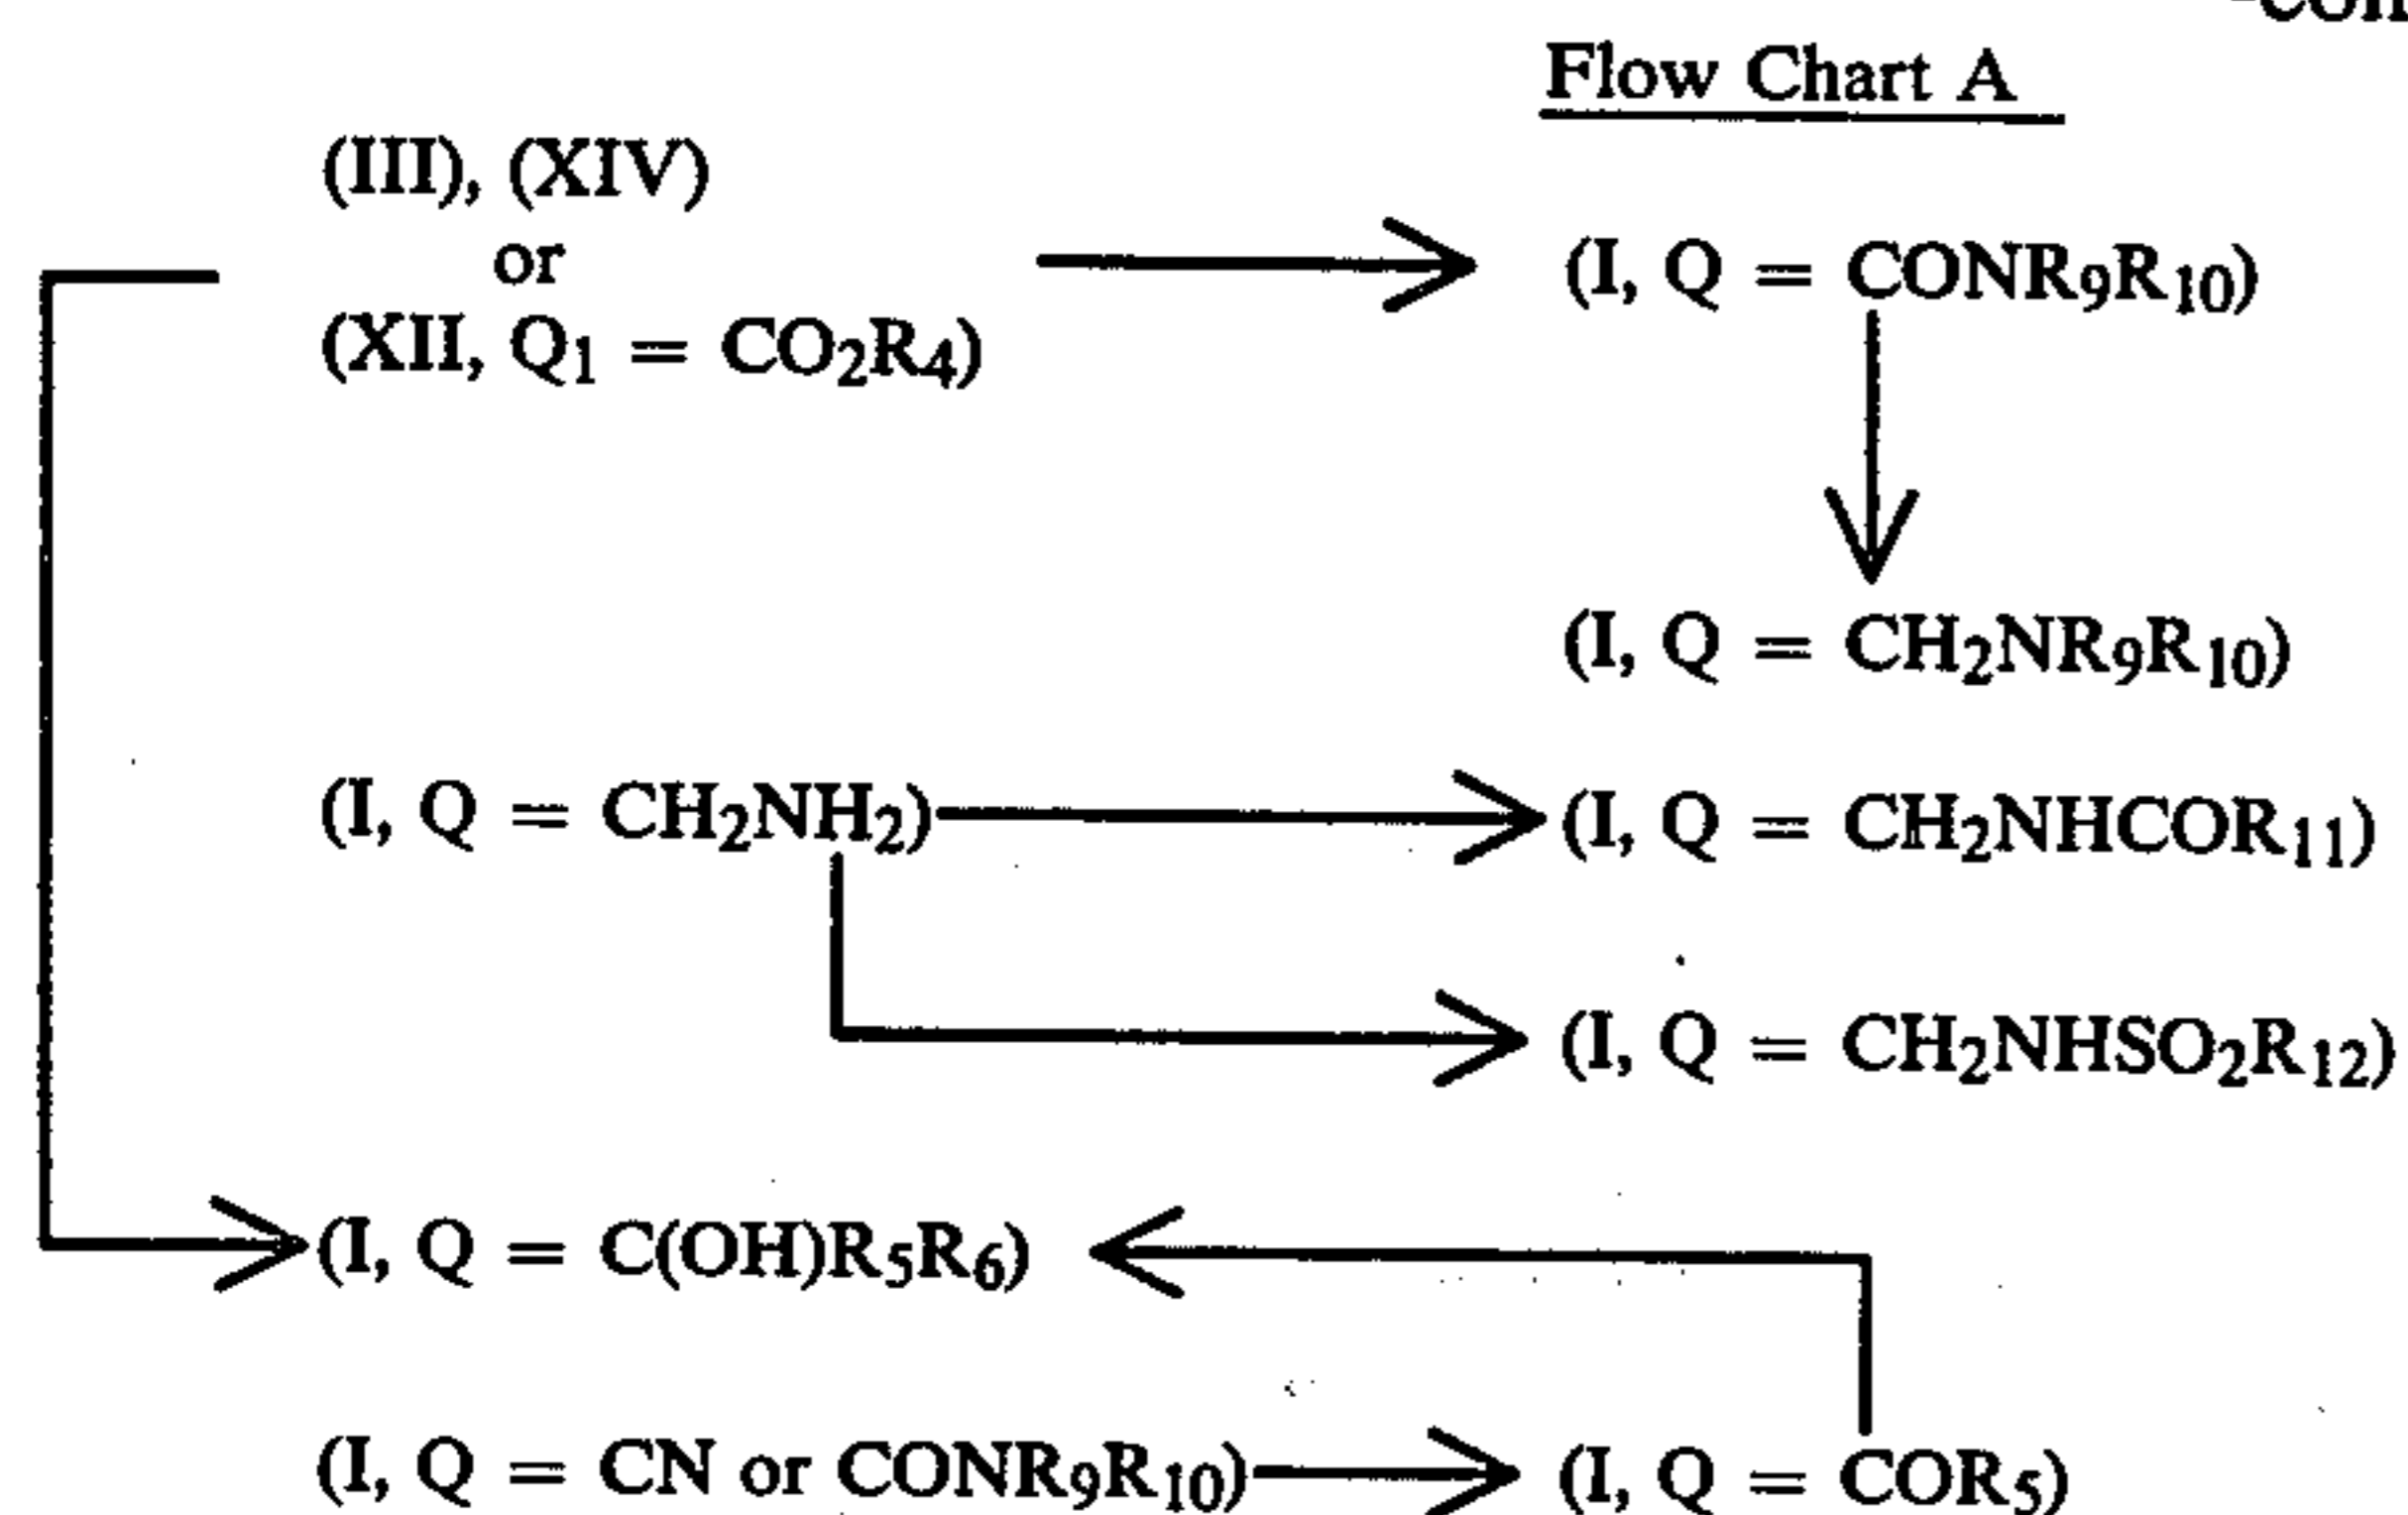 Flow Chart A
(III), (XIV)
or
(XII, Q₁ = CO₂R₄)
(I, Q = CONR₉R₁₀)
(I, Q = CH₂NR₉R₁₀)
(I, Q = CH₂NH₂)
(I, Q = CH₂NHCOR₁₁)
(I, Q = CH₂NHSO₂R₁₂)
(I, Q = C(OH)R₅R₆)
(I, Q = CN or CONR₉R₁₀)
(I, Q = COR₅)